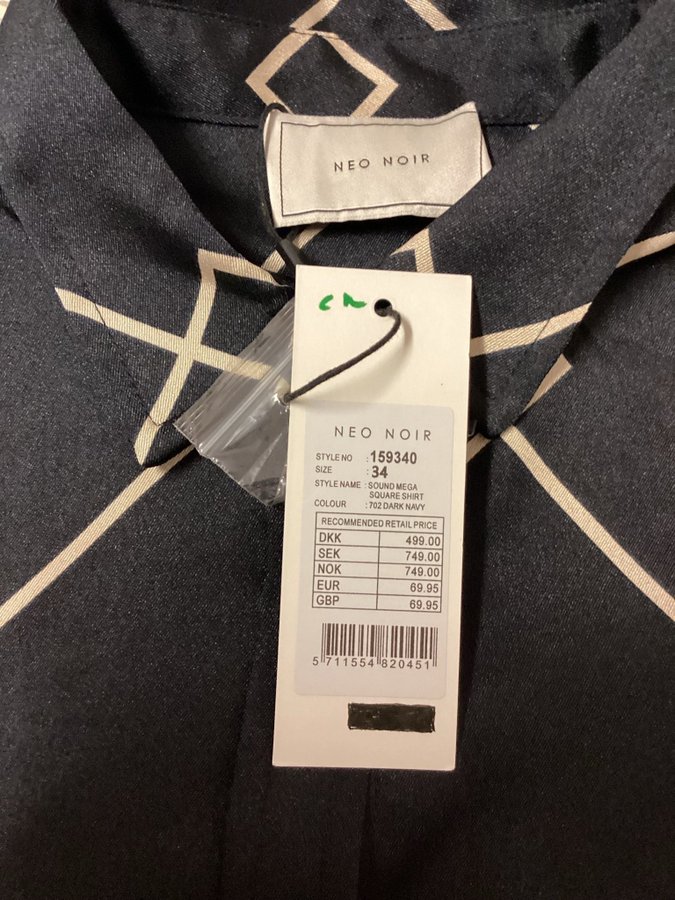 NEO NOIR
NEO NOIR
STYLE NO : 159340
SIZE : 34
STYLE NAME : SOUND MEGA
SQUARE SHIRT
COLOUR : 702 DARK NAVY
RECOMMENDED RETAIL PRICE
DKK 499.00
SEK 749.00
NOK 749.00
EUR 69.95
GBP 69.95
5 711554 820451